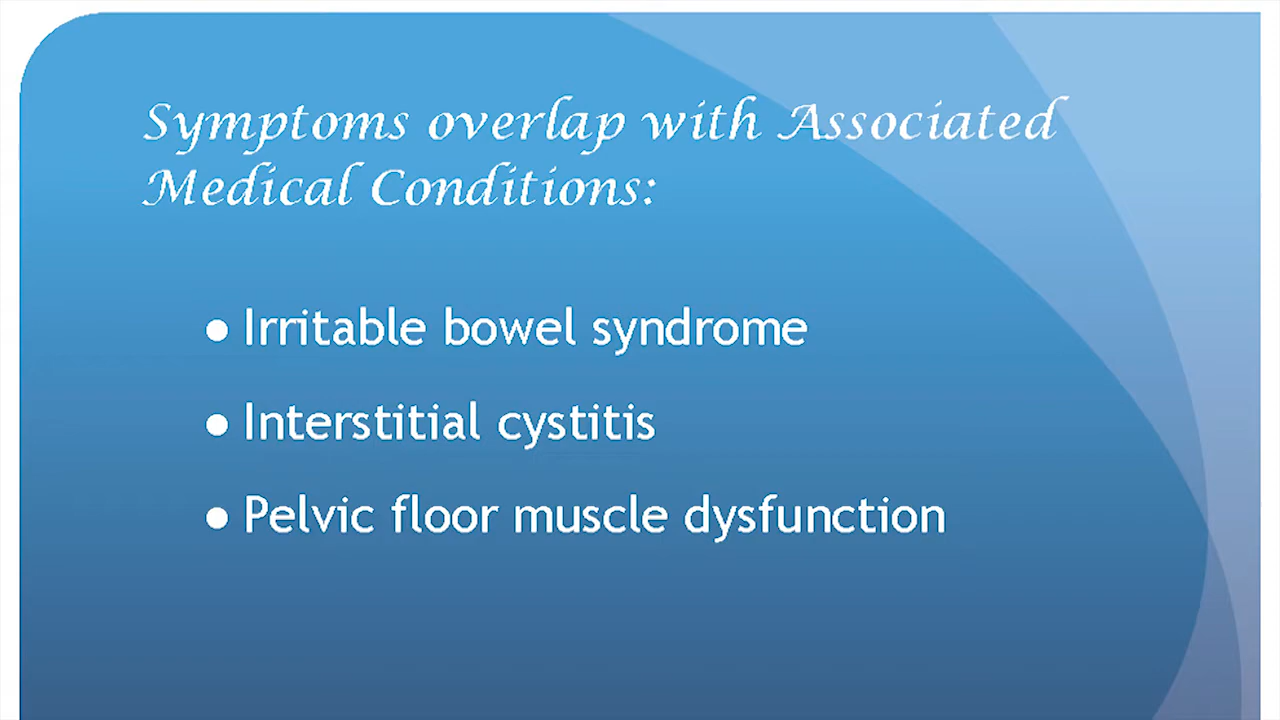 Symptoms overlap with Associated
Medical Conditions:
● Irritable bowel syndrome
● Interstitial cystitis
● Pelvic floor muscle dysfunction